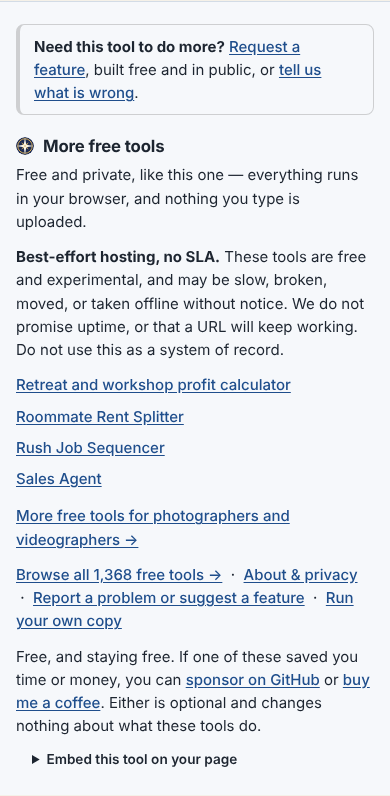 Need this tool to do more? Request a
feature, built free and in public, or tell us
what is wrong.
More free tools
Free and private, like this one — everything runs
in your browser, and nothing you type is
uploaded.
Best-effort hosting, no SLA. These tools are free
and experimental, and may be slow, broken,
moved, or taken offline without notice. We do not
promise uptime, or that a URL will keep working.
Do not use this as a system of record.
Retreat and workshop profit calculator
Roommate Rent Splitter
Rush Job Sequencer
Sales Agent
More free tools for photographers and
videographers →
Browse all 1,368 free tools → · About & privacy
· Report a problem or suggest a feature · Run
your own copy
Free, and staying free. If one of these saved you
time or money, you can sponsor on GitHub or buy
me a coffee. Either is optional and changes
nothing about what these tools do.
▶ Embed this tool on your page